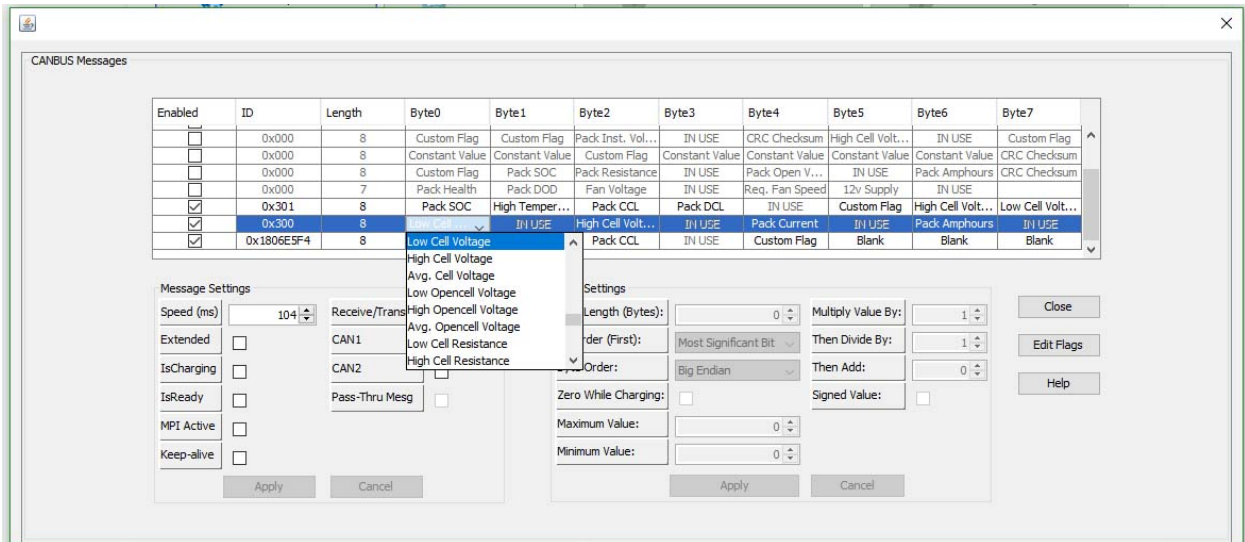 CANBUS Messages
Enabled ID Length Byte0 Byte1 Byte2 Byte3 Byte4 Byte5 Byte6 Byte7
0x000 8 Custom Flag Custom Flag Pack Inst. Vol... IN USE CRC Checksum High Cell Volt... IN USE Custom Flag
0x000 8 Constant Value Constant Value Custom Flag Constant Value Constant Value Constant Value Constant Value CRC Checksum
0x000 8 Custom Flag Pack SOC Pack Resistance IN USE Pack Open V... IN USE Pack Amphours CRC Checksum
0x000 7 Pack Health Pack DOD Fan Voltage IN USE Req. Fan Speed 12v Supply IN USE
0x301 8 Pack SOC High Temper... Pack CCL Pack DCL IN USE Custom Flag High Cell Volt... Low Cell Volt...
0x300 8 Low Cell ... IN USE High Cell Volt... IN USE Pack Current IN USE Pack Amphours IN USE
0x1806E5F4 8 Pack CCL IN USE Custom Flag Blank Blank Blank
Low Cell Voltage
High Cell Voltage
Avg. Cell Voltage
Low Opencell Voltage
High Opencell Voltage
Avg. Opencell Voltage
Low Cell Resistance
High Cell Resistance
Message Settings
Speed (ms) 104 Receive/Trans
Extended CAN1
IsCharging CAN2
IsReady Pass-Thru Mesg
MPI Active
Keep-alive
Apply Cancel
Settings
Length (Bytes): 0 Multiply Value By: 1
rder (First): Most Significant Bit Then Divide By: 1
Order: Big Endian Then Add: 0
Zero While Charging: Signed Value:
Maximum Value: 0
Minimum Value: 0
Apply Cancel
Close
Edit Flags
Help